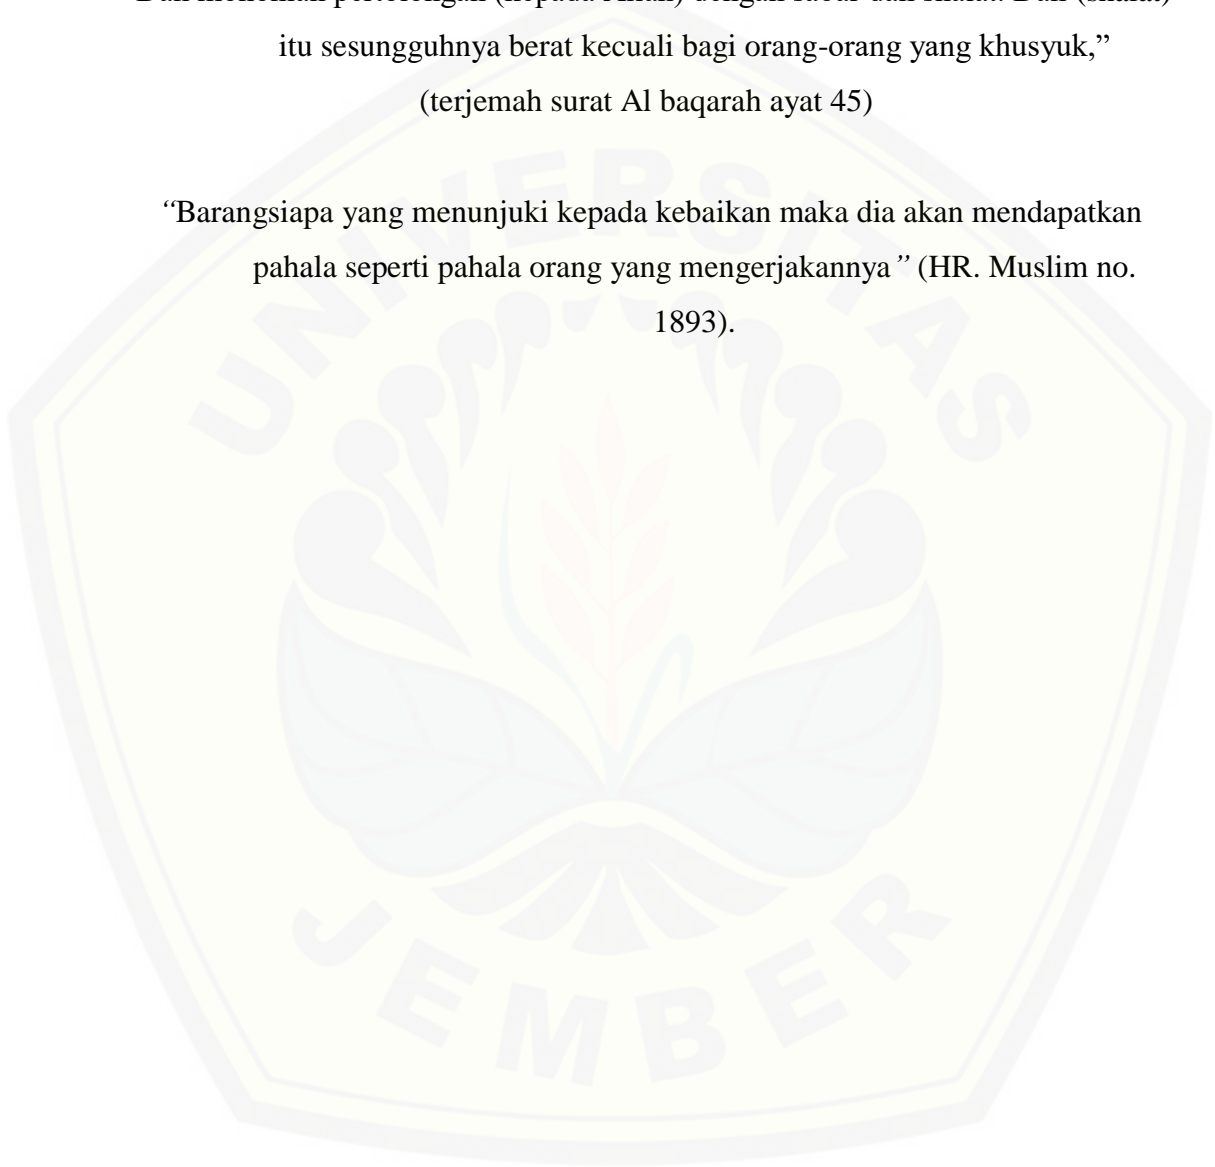 itu sesungguhnya berat kecuali bagi orang-orang yang khusyuk,”
(terjemah surat Al baqarah ayat 45)
“Barangsiapa yang menunjuki kepada kebaikan maka dia akan mendapatkan
pahala seperti pahala orang yang mengerjakannya” (HR. Muslim no.
1893).
UNIVERSITAS
JEMBER